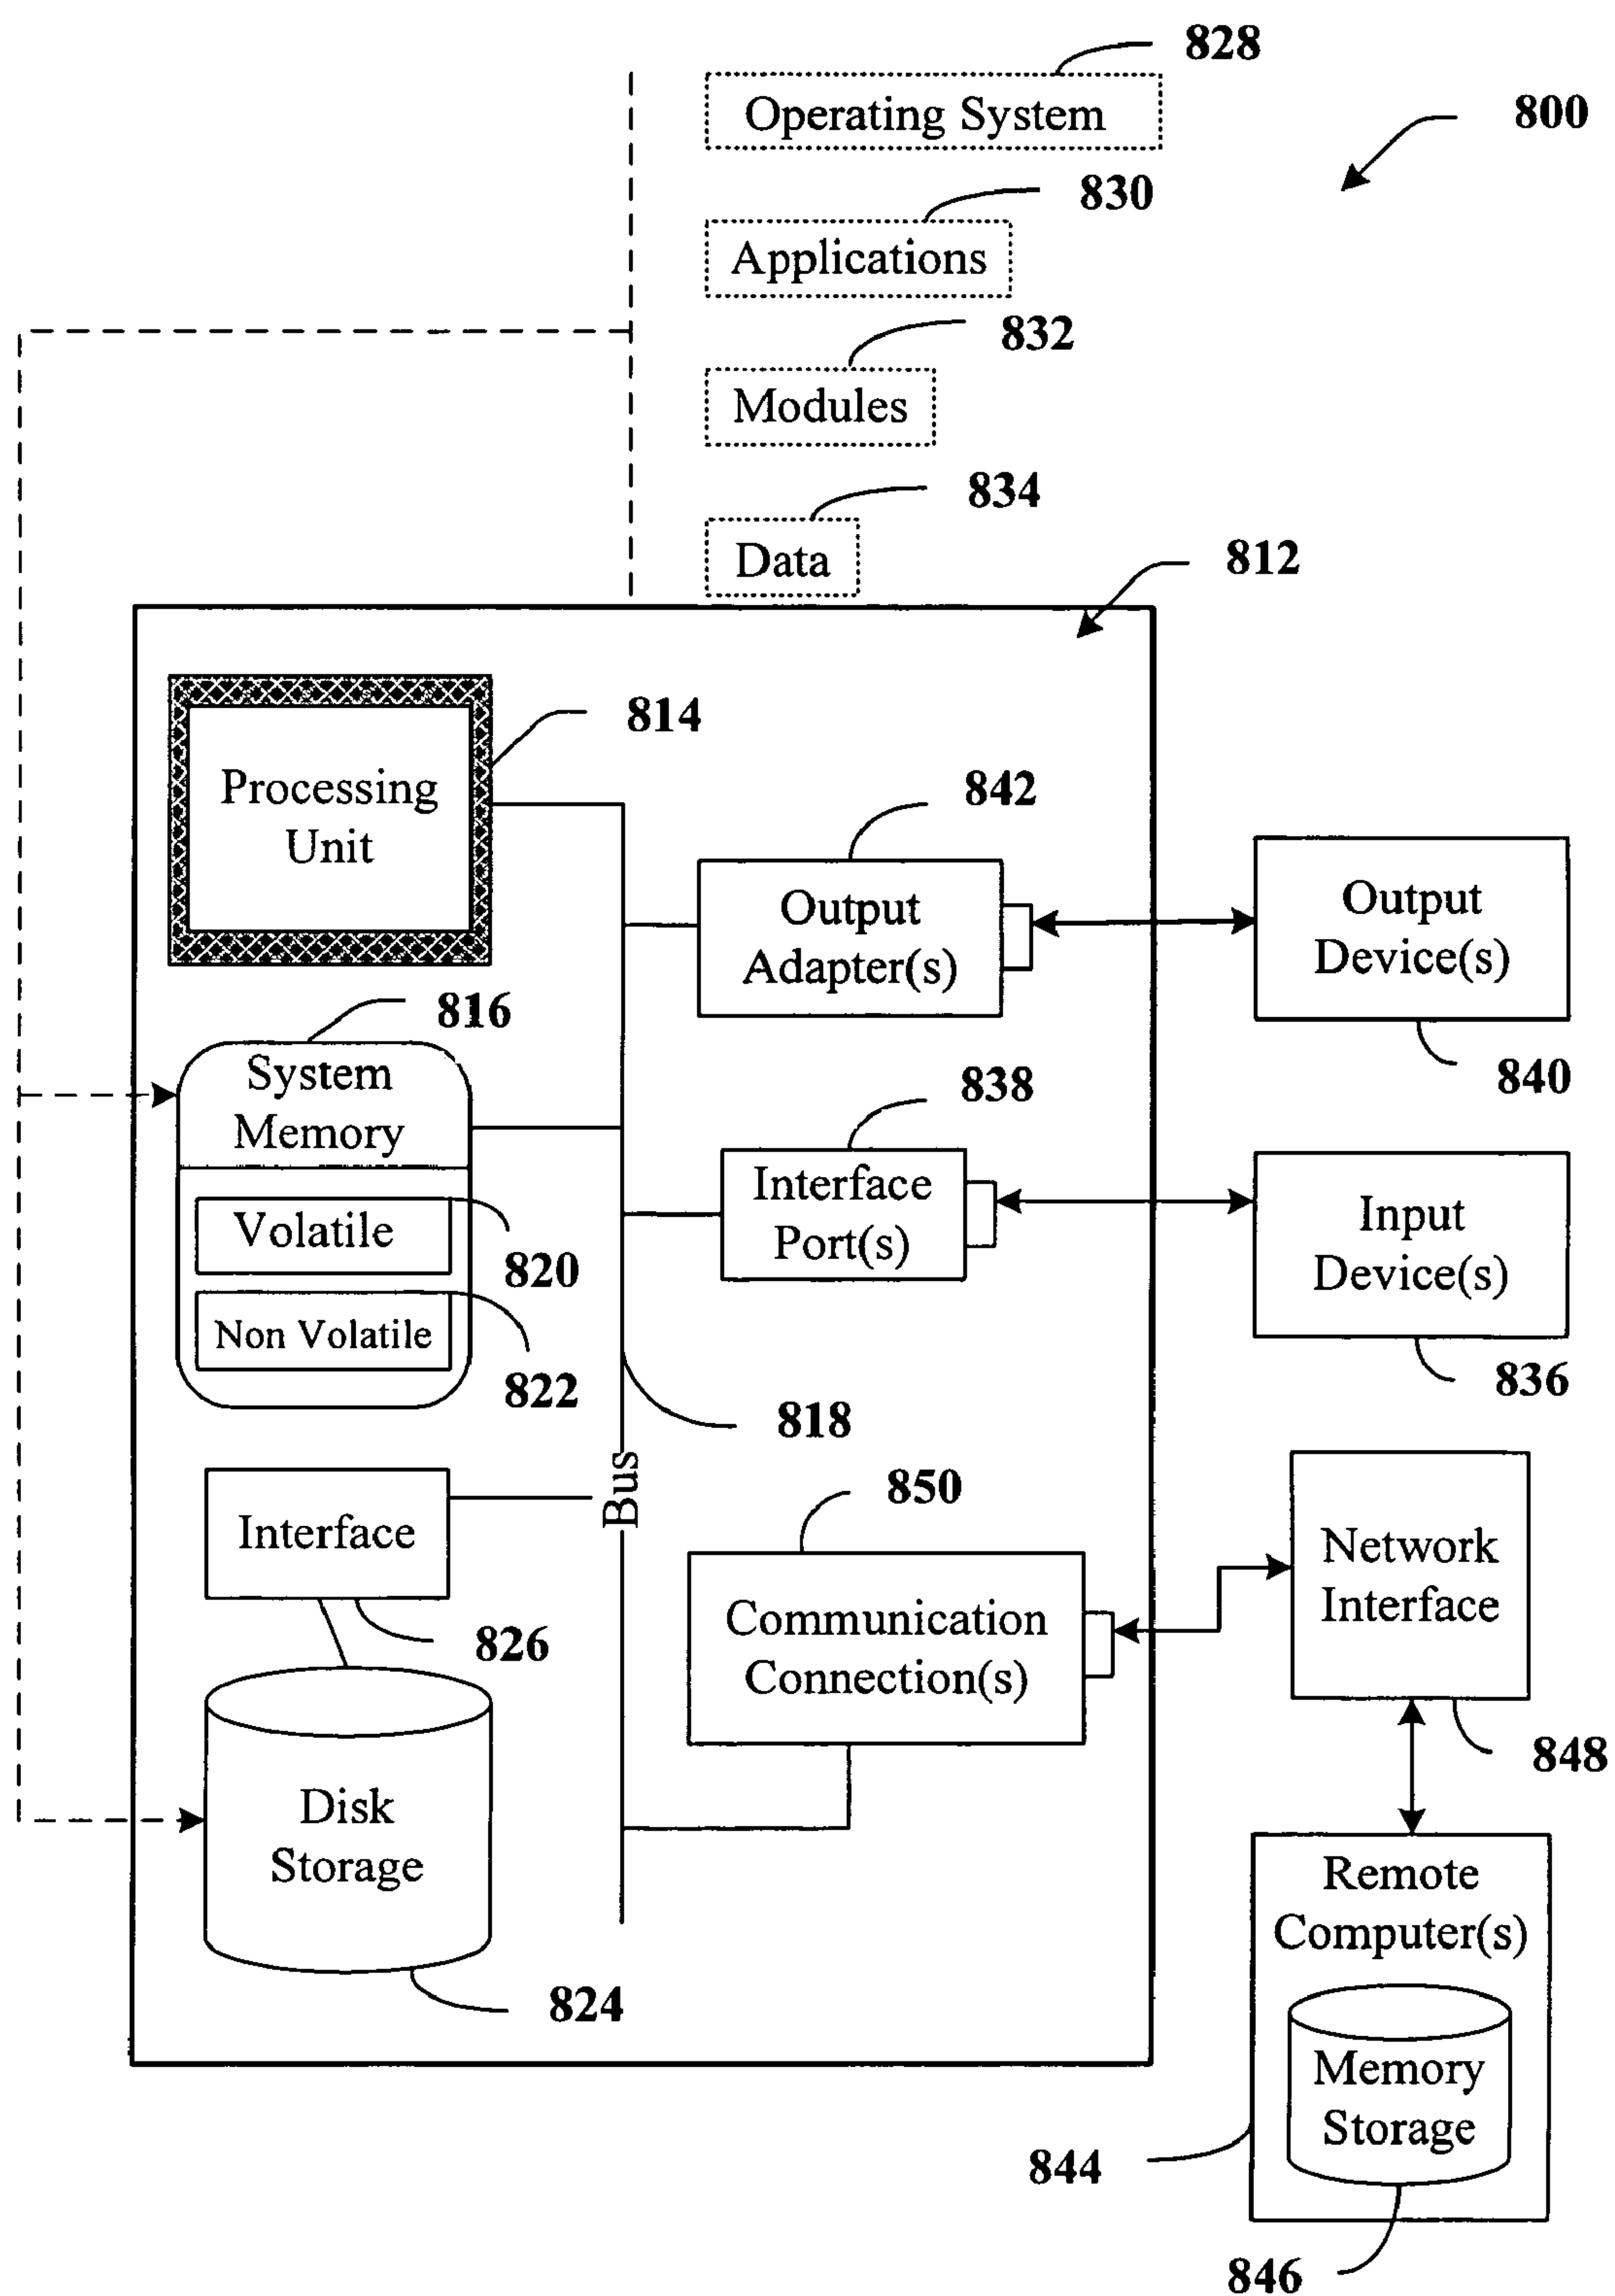 828
Operating System
800
830
Applications
832
Modules
834
Data
812
814
Processing
Unit
842
Output
Adapter(s)
Output
Device(s)
840
816
System
Memory
838
Interface
Port(s)
Input
Device(s)
836
Volatile
820
Non Volatile
822
818
Bus
850
Interface
826
Communication
Connection(s)
Network
Interface
848
Disk
Storage
824
Remote
Computer(s)
Memory
Storage
844
846